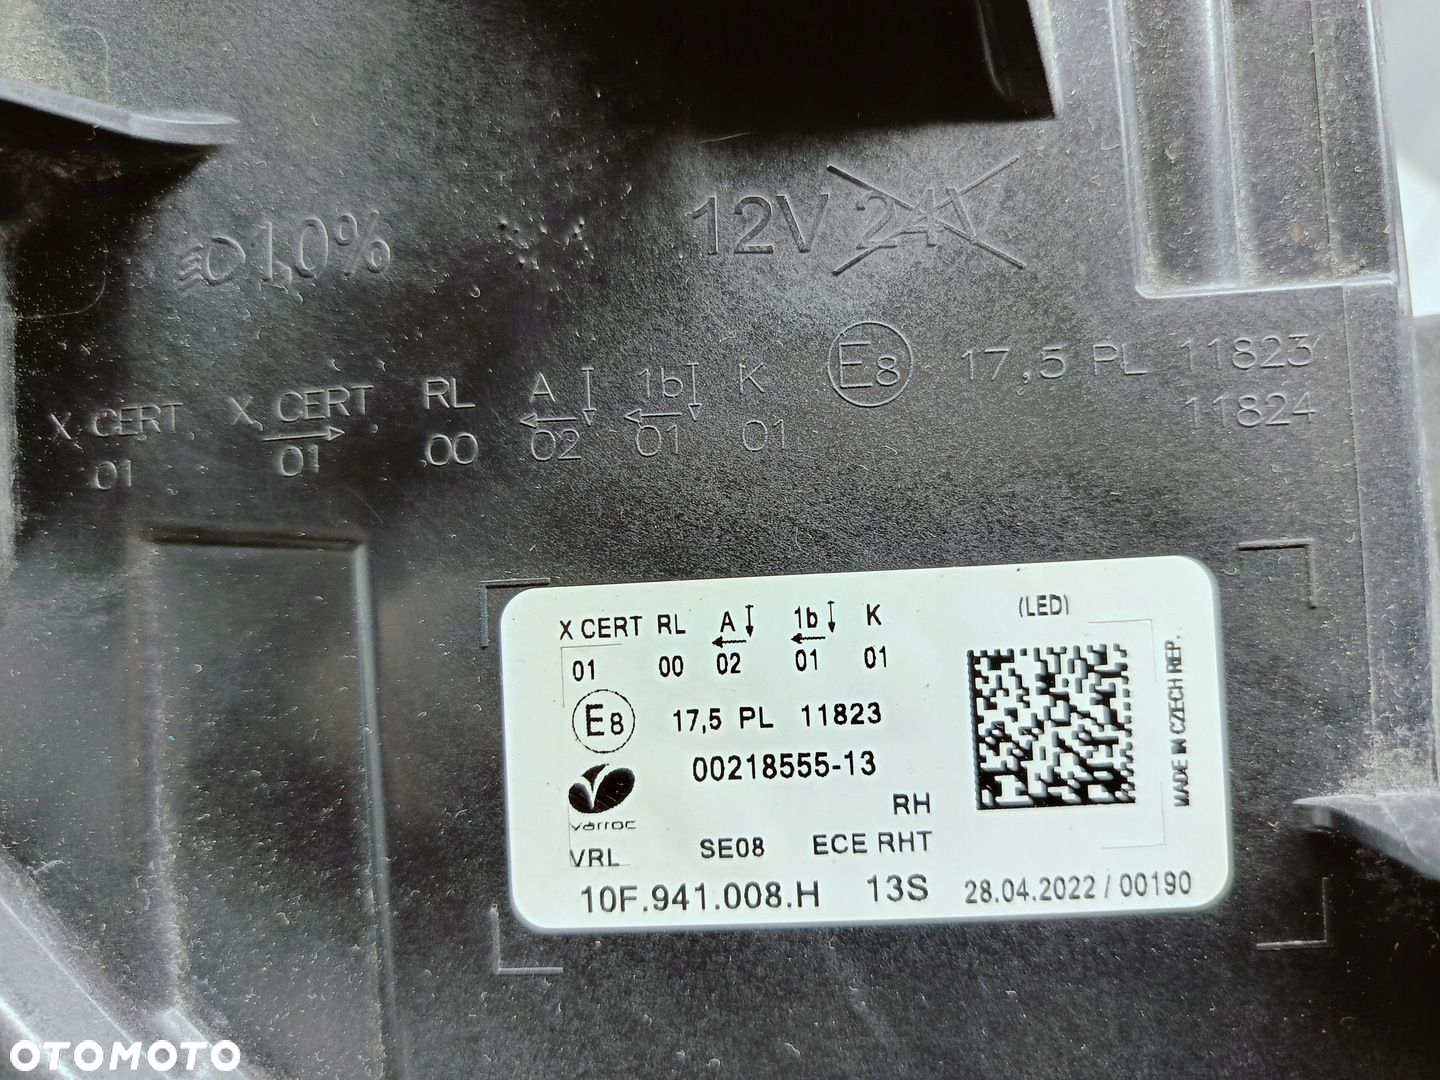 1,0%
12V 24V
X CERT X CERT RL A 1b K
01 01 00 02 01 01
E8 17,5 PL 11823
11824
X CERT RL A 1b K
01 00 02 01 01
(LED)
E8 17,5 PL 11823
00218555-13
varroc
RH
VRL SE08 ECE RHT
10F.941.008.H 13S 28.04.2022 / 00190
MADE IN CZECH REP.
OTOMOTO